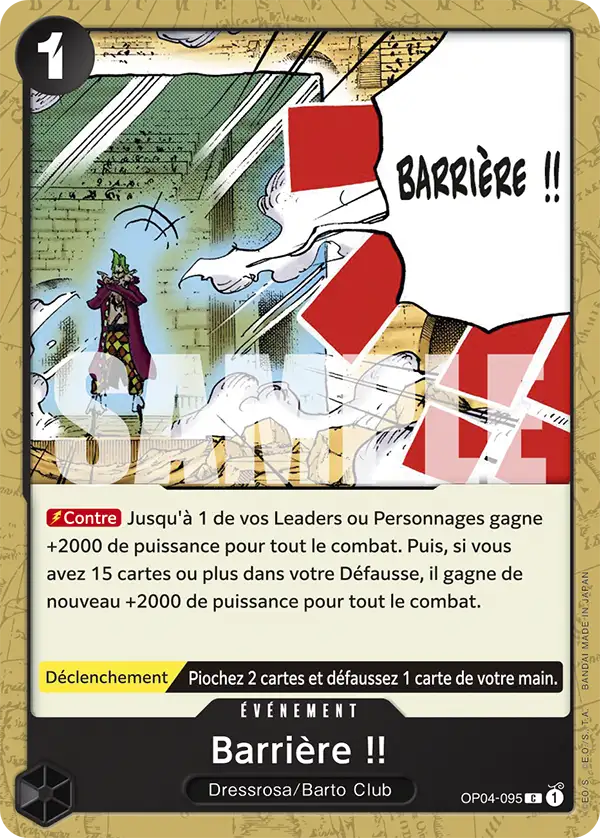 DLICHES EISMEER
1
BARRIÈRE !!
SAMPLE
Contre Jusqu'à 1 de vos Leaders ou Personnages gagne
+2000 de puissance pour tout le combat. Puis, si vous
avez 15 cartes ou plus dans votre Défausse, il gagne de
nouveau +2000 de puissance pour tout le combat.
Déclenchement Piochez 2 cartes et défaussez 1 carte de votre main.
ÉVÉNEMENT
Barrière !!
Dressrosa/Barto Club
OP04-095 C 1
©E.O./S. ©E.O./S.,T.A. BANDAI MADE IN JAPAN